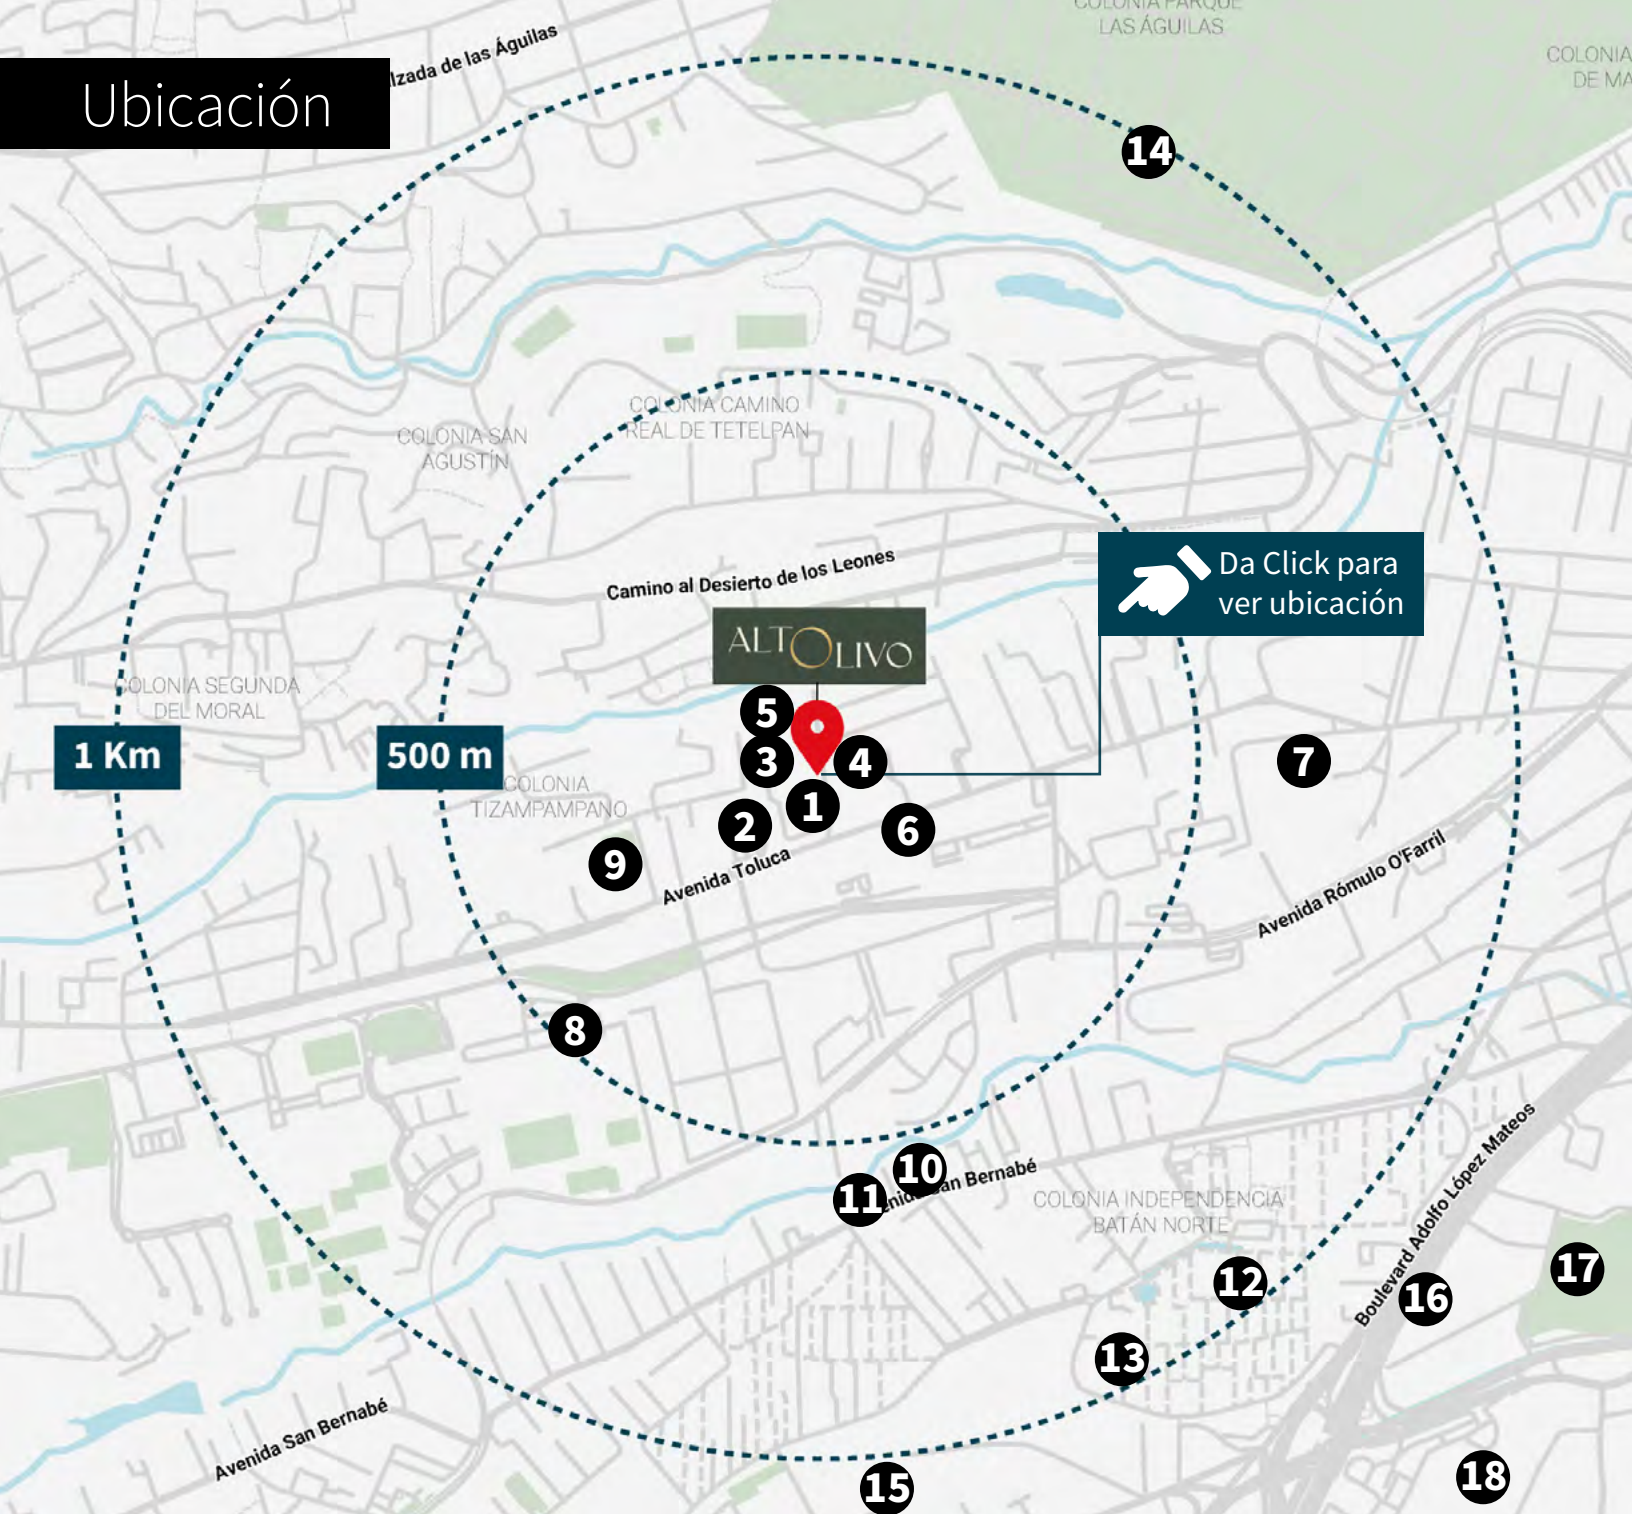 COLONIA PARQUE
LAS ÁGUILAS
COLONIA
DE MA
lzada de las Águilas
Ubicación
14
COLONIA CAMINO
REAL DE TETELPAN
COLONIA SAN
AGUSTÍN
Camino al Desierto de los Leones
Da Click para
ver ubicación
ALTOLIVO
COLONIA SEGUNDA
DEL MORAL
5
1 Km
500 m
3
4
7
COLONIA
TIZAMPAMPANO
1
2
6
9
Avenida Toluca
Avenida Rómulo O'Farril
8
10
11
enida San Bernabé
COLONIA INDEPENDENCIA
BATÁN NORTE
Boulevard Adolfo López Mateos
12
16
17
13
Avenida San Bernabé
15
18